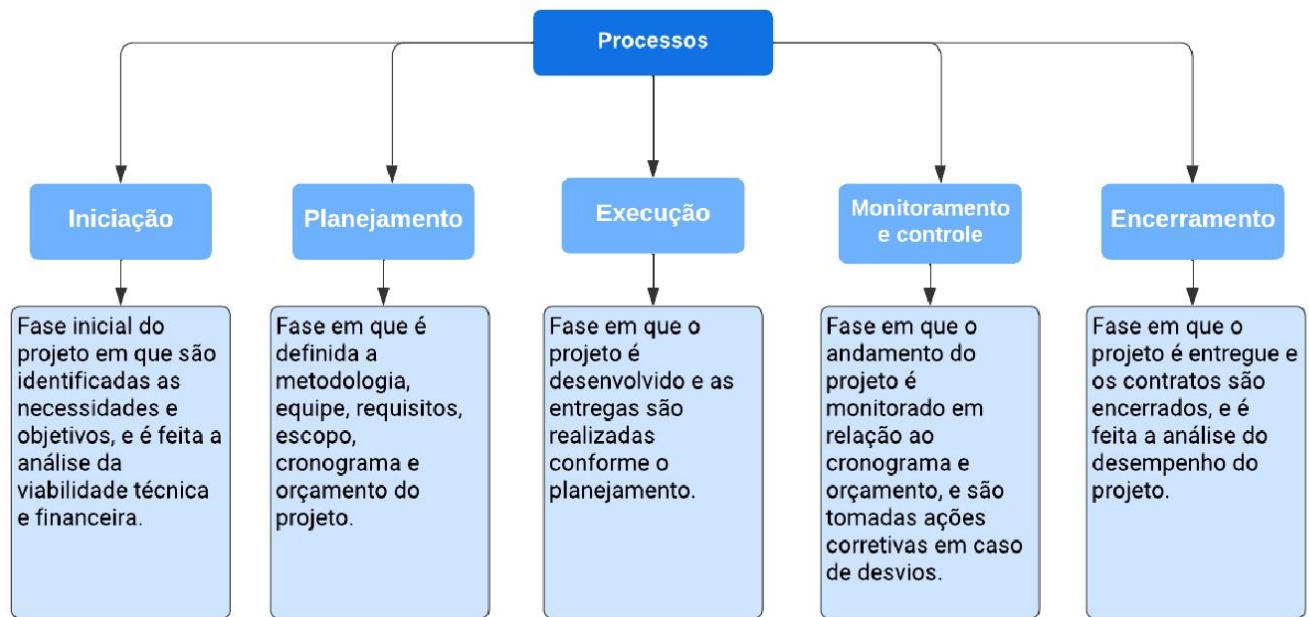 Processos
Iniciação
Planejamento
Execução
Monitoramento
e controle
Encerramento
Fase inicial do
projeto em que são
identificadas as
necessidades e
objetivos, e é feita a
análise da
viabilidade técnica
e financeira.
Fase em que é
definida a
metodologia,
equipe, requisitos,
escopo,
cronograma e
orçamento do
projeto.
Fase em que o
projeto é
desenvolvido e as
entregas são
realizadas
conforme o
planejamento.
Fase em que o
andamento do
projeto é
monitorado em
relação ao
cronograma e
orçamento, e são
tomadas ações
corretivas em caso
de desvios.
Fase em que o
projeto é entregue e
os contratos são
encerrados, e é
feita a análise do
desempenho do
projeto.